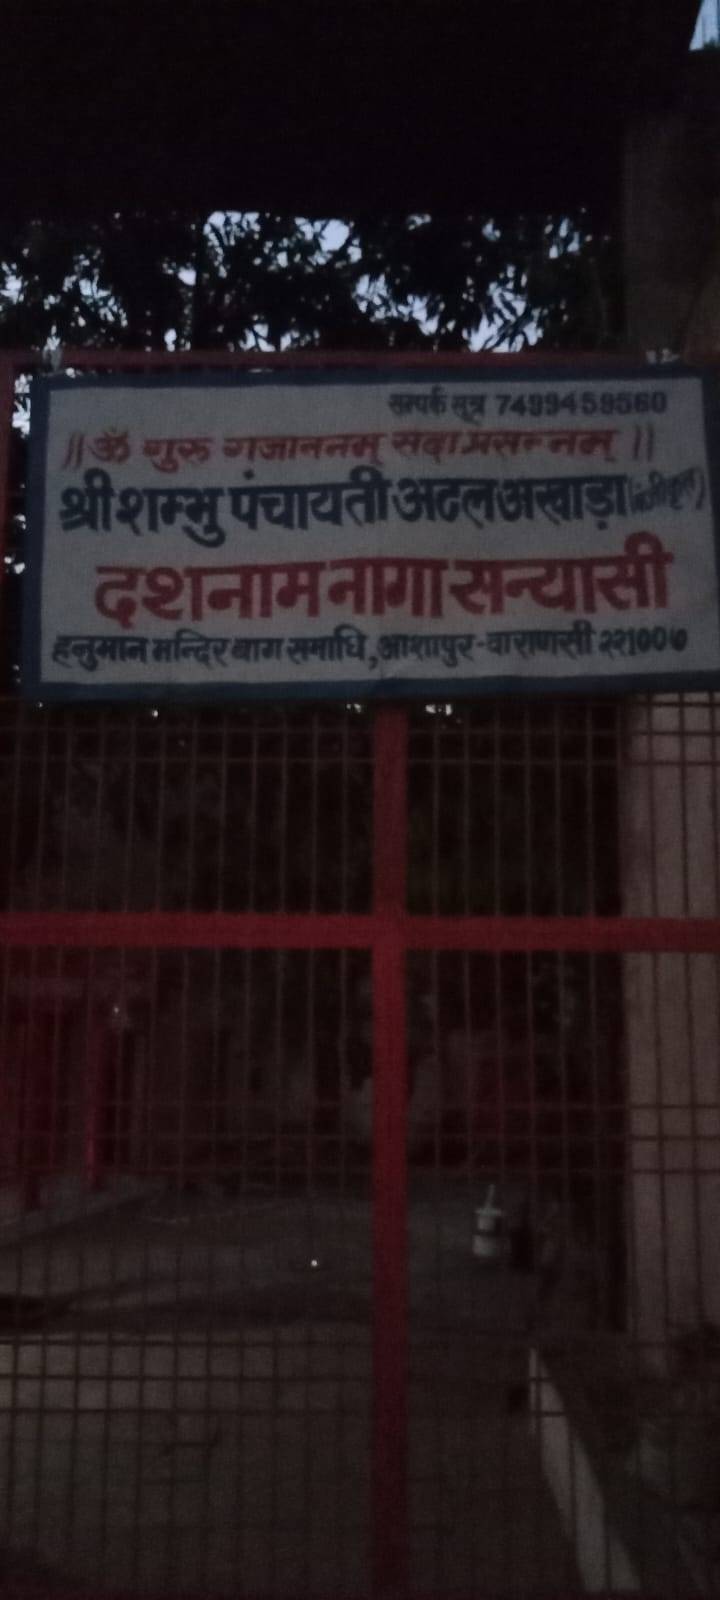 सम्पर्क सूत्र 7499459560
||ॐ गुरु गजाननम् सदा प्रसन्नम् ||
श्री शम्भु पंचायती अटल अखाड़ा
दशनाम नागा सन्यासी
हनुमान मन्दिर बाग समाधि, आशापुर-वाराणसी २२१००७